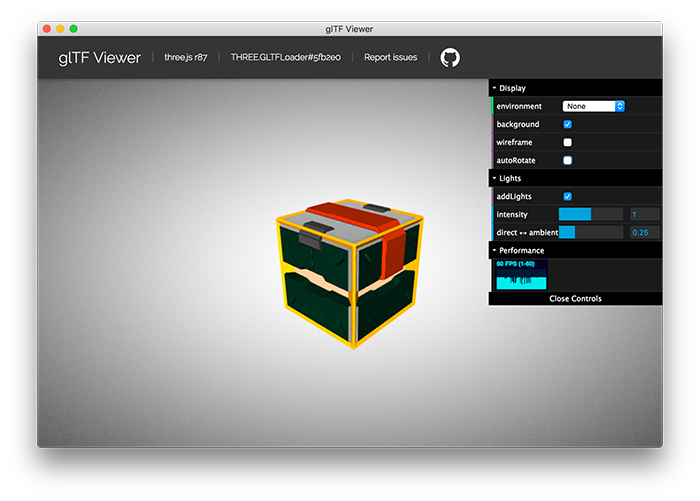 glTF Viewer
glTF Viewer | three.js r87 | THREE.GLTFLoader#5fb2e0 | Report issues |
Display
environment None
background
wireframe
autoRotate
Lights
addLights
intensity 1
direct ↔ ambient 0.25
Performance
60 FPS (1-60)
Close Controls